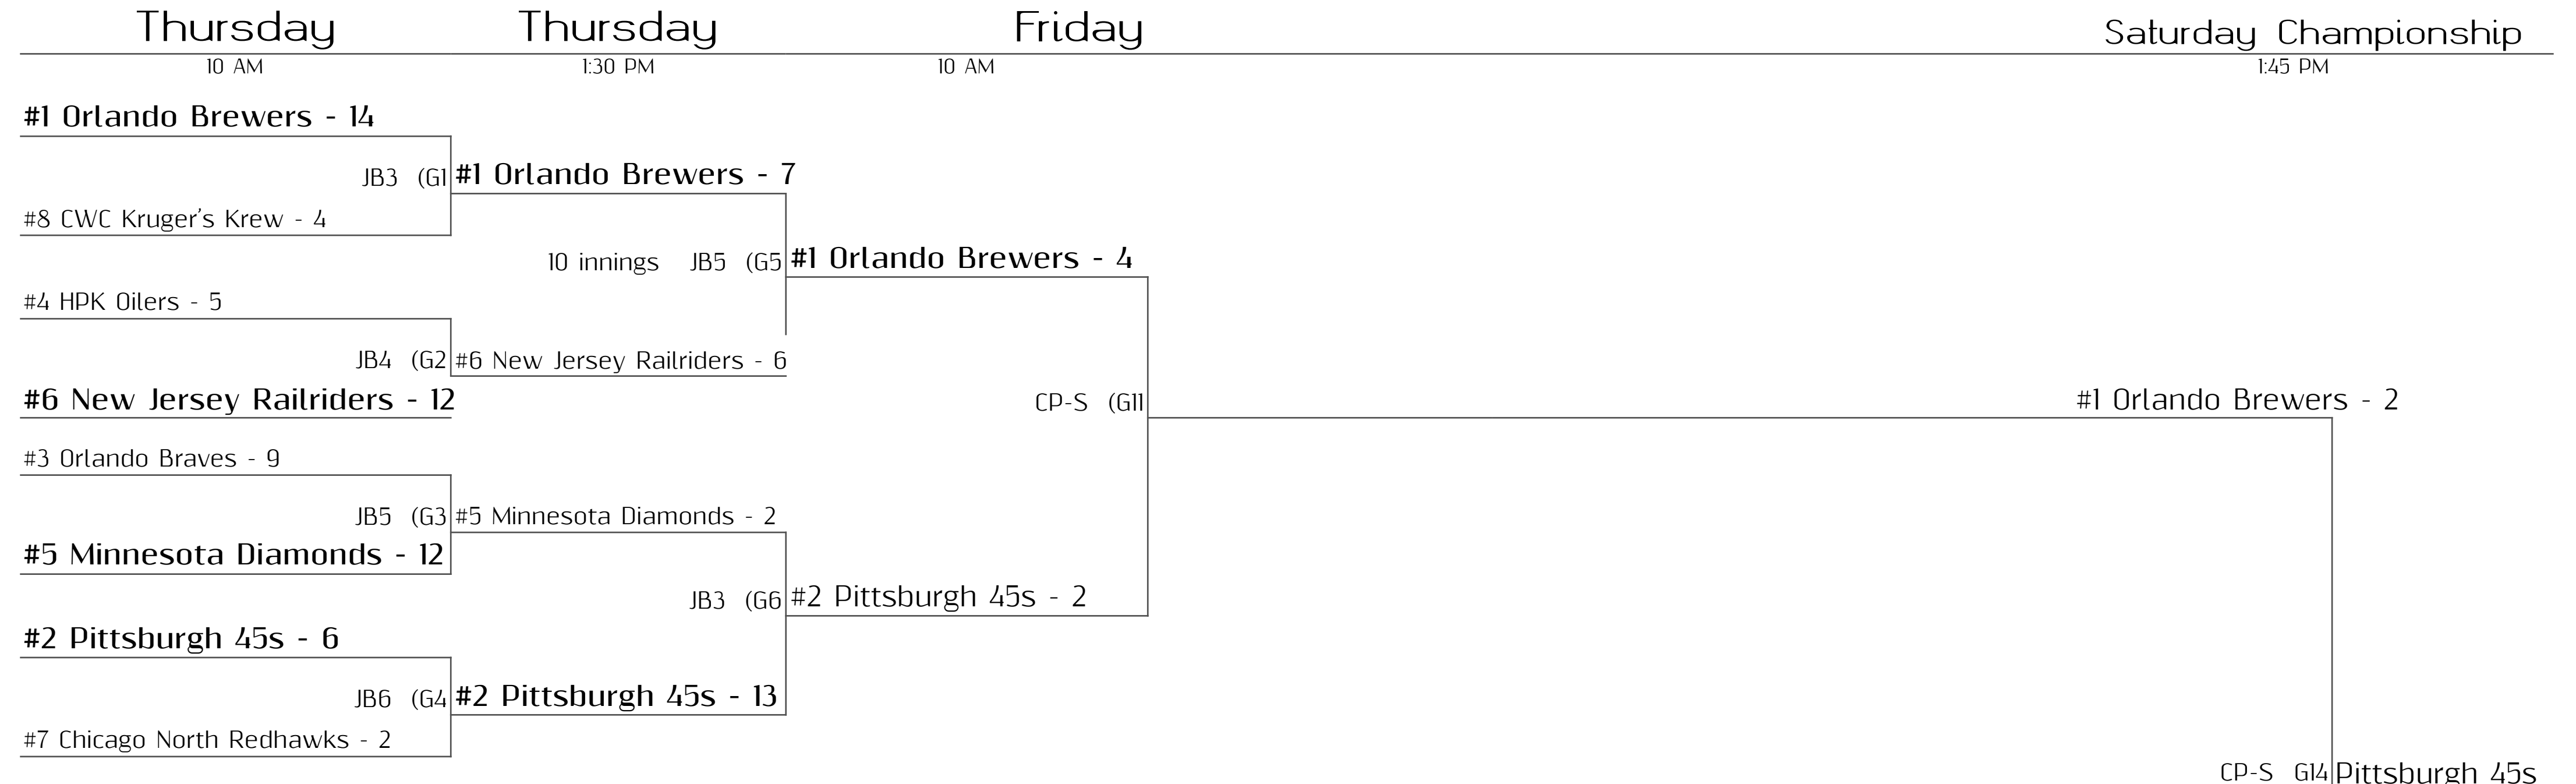 Thursday Thursday Friday Saturday Championship
10 AM 1:30 PM 10 AM 1:45 PM
#1 Orlando Brewers - 14
JB3 (G1 #1 Orlando Brewers - 7
#8 CWC Kruger's Krew - 4
10 innings JB5 (G5 #1 Orlando Brewers - 4
#4 HPK Oilers - 5
JB4 (G2 #6 New Jersey Railriders - 6
#6 New Jersey Railriders - 12
CP-S (G11 #1 Orlando Brewers - 2
#3 Orlando Braves - 9
JB5 (G3 #5 Minnesota Diamonds - 2
#5 Minnesota Diamonds - 12
JB3 (G6 #2 Pittsburgh 45s - 2
#2 Pittsburgh 45s - 6
JB6 (G4 #2 Pittsburgh 45s - 13
#7 Chicago North Redhawks - 2
CP-S G14 Pittsburgh 45s